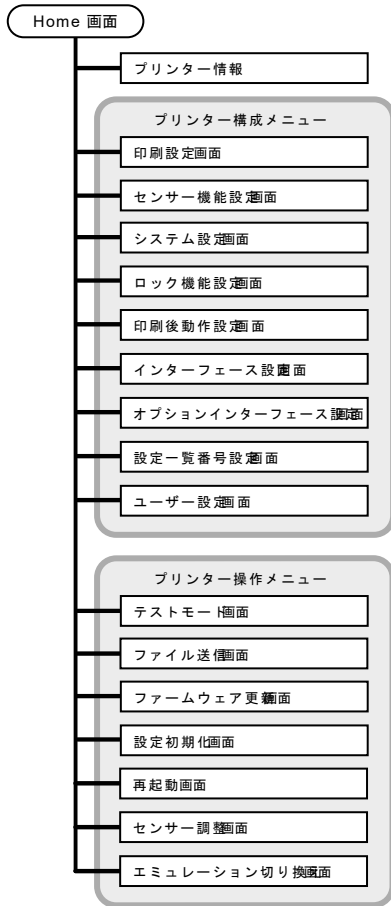 Home 画面
プリンター情報
プリンター構成メニュー
印刷設定画面
センサー機能設定画面
システム設定画面
ロック機能設定画面
印刷後動作設定画面
インターフェース設定画面
オプションインターフェース設定画面
設定一覧番号設定画面
ユーザー設定画面
プリンター操作メニュー
テストモード画面
ファイル送信画面
ファームウェア更新画面
設定初期化画面
再起動画面
センサー調整画面
エミュレーション切り換え画面